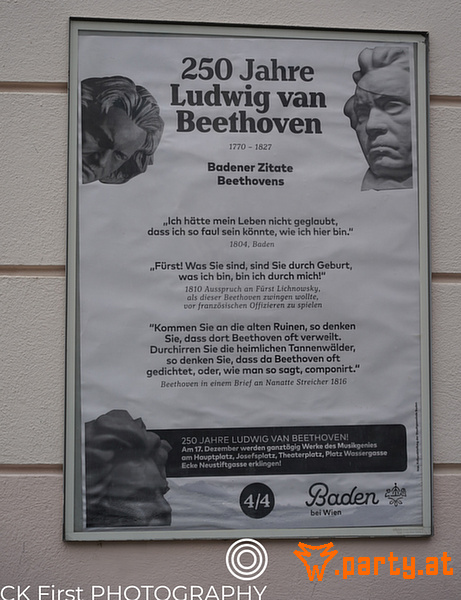 250 Jahre
Ludwig van
Beethoven
1770 – 1827
Badener Zitate
Beethovens
„Ich hätte mein Leben nicht geglaubt,
dass ich so faul sein könnte, wie ich hier bin.“
1804, Baden
„Fürst! Was Sie sind, sind Sie durch Geburt,
was ich bin, bin ich durch mich!“
1810 Ausspruch an Fürst Lichnowsky,
als dieser Beethoven zwingen wollte,
vor französischen Offizieren zu spielen
“Kommen Sie an die alten Ruinen, so denken
Sie, dass dort Beethoven oft verweilt.
Durchirren Sie die heimlichen Tannenwälder,
so denken Sie, dass da Beethoven oft
gedichtet, oder, wie man so sagt, componirt.“
Beethoven in einem Brief an Nanatte Streicher 1816
250 JAHRE LUDWIG VAN BEETHOVEN!
Am 17. Dezember werden ganztägig Werke des Musikgenies
am Hauptplatz, Josefsplatz, Theaterplatz, Platz Wassergasse
Ecke Neustiftgasse erklingen!
4/4
Baden
bei Wien
w.party.at
CK First PHOTOGRAPHY